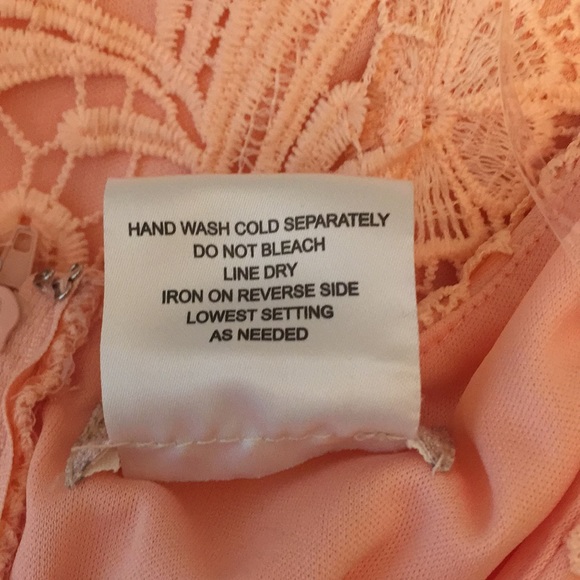 HAND WASH COLD SEPARATELY
DO NOT BLEACH
LINE DRY
IRON ON REVERSE SIDE
LOWEST SETTING
AS NEEDED